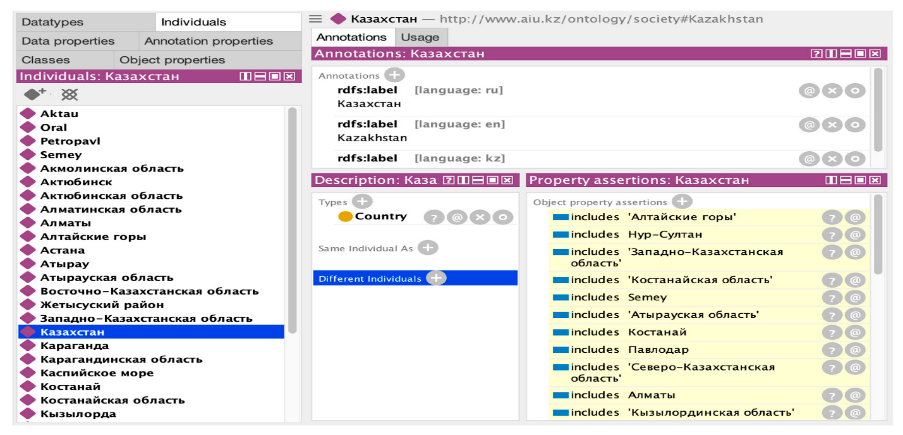 Datatypes
Individuals
Data properties
Annotation properties
Classes
Object properties
Individuals: Казахстан
Aktau
Oral
Petropavl
Semey
Акмолинская область
Актюбинск
Актюбинская область
Алматинская область
Алматы
Алтайские горы
Астана
Атырау
Атырауская область
Восточно-Казахстанская область
Жетысуский район
Западно-Казахстанская область
Казахстан
Караганда
Карагандинская область
Каспийское море
Костанай
Костанайская область
Кызылорда
Казахстан — http://www.aiu.kz/ontology/society#Kazakhstan
Annotations
Usage
Annotations: Казахстан
Annotations
rdfs:label [language: ru]
Казахстан
rdfs:label [language: en]
Kazakhstan
rdfs:label [language: kz]
Description: Каза
Types
Country
Same Individual As
Different Individuals
Property assertions: Казахстан
Object property assertions
includes 'Алтайские горы'
includes Нур-Султан
includes 'Западно-Казахстанская
область'
includes 'Костанайская область'
includes Semey
includes 'Атырауская область'
includes Костанай
includes Павлодар
includes 'Северо-Казахстанская
область'
includes Алматы
includes 'Кызылординская область'